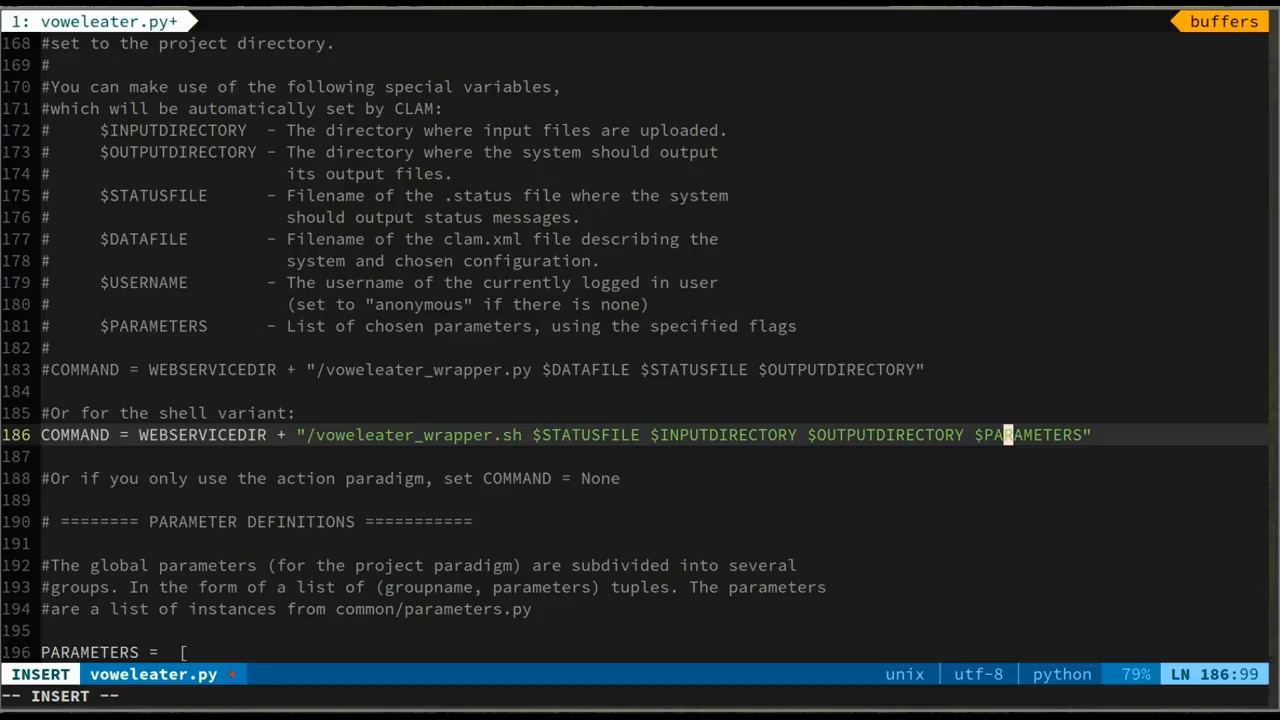 1: voweleater.py+ buffers
168 #set to the project directory.
169 #
170 #You can make use of the following special variables,
171 #which will be automatically set by CLAM:
172 #     $INPUTDIRECTORY  - The directory where input files are uploaded.
173 #     $OUTPUTDIRECTORY - The directory where the system should output
174 #                        its output files.
175 #     $STATUSFILE      - Filename of the .status file where the system
176 #                        should output status messages.
177 #     $DATAFILE        - Filename of the clam.xml file describing the
178 #                        system and chosen configuration.
179 #     $USERNAME        - The username of the currently logged in user
180 #                        (set to "anonymous" if there is none)
181 #     $PARAMETERS      - List of chosen parameters, using the specified flags
182 #
183 #COMMAND = WEBSERVICEDIR + "/voweleater_wrapper.py $DATAFILE $STATUSFILE $OUTPUTDIRECTORY"
184
185 #Or for the shell variant:
186 COMMAND = WEBSERVICEDIR + "/voweleater_wrapper.sh $STATUSFILE $INPUTDIRECTORY $OUTPUTDIRECTORY $PARAMETERS"
187
188 #Or if you only use the action paradigm, set COMMAND = None
189
190 # ======== PARAMETER DEFINITIONS ===========
191
192 #The global parameters (for the project paradigm) are subdivided into several
193 #groups. In the form of a list of (groupname, parameters) tuples. The parameters
194 #are a list of instances from common/parameters.py
195
196 PARAMETERS =  [
INSERT voweleater.py • unix utf-8 python 79% LN 186:99
-- INSERT --